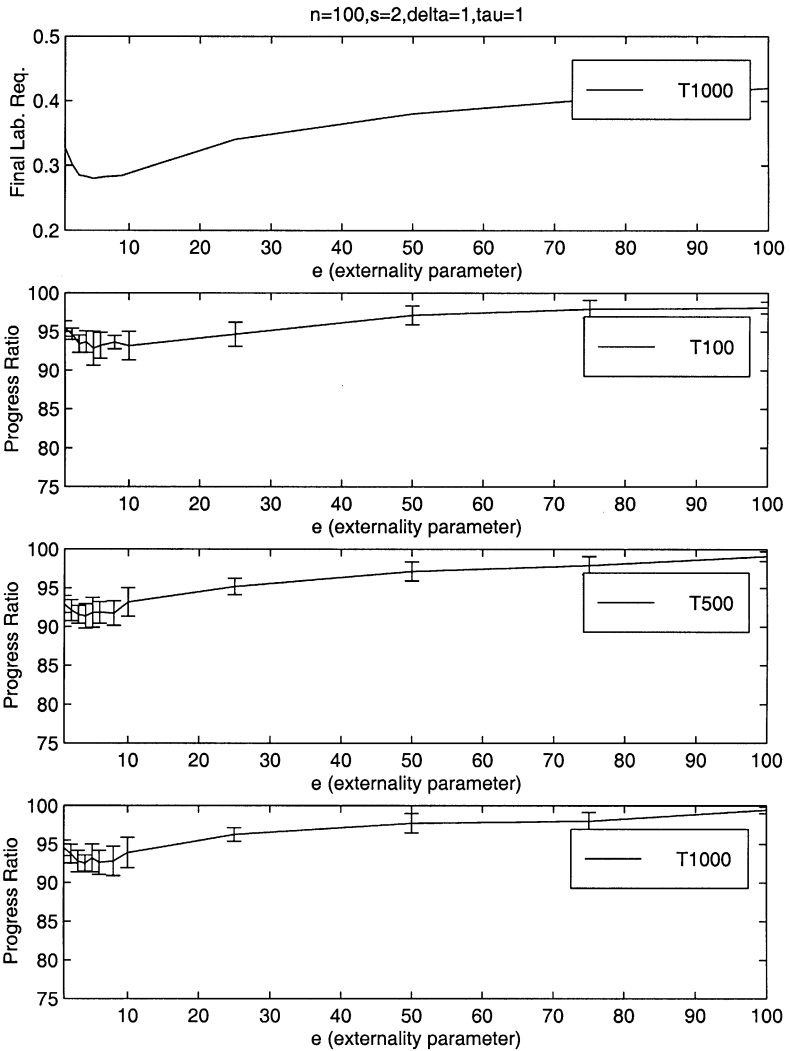 n=100,s=2,delta=1,tau=1
Final Lab. Req.
0.5
0.4
0.3
0.2
T1000
10 20 30 40 50 60 70 80 90 100
e (externality parameter)
Progress Ratio
100
95
90
85
80
75
T100
10 20 30 40 50 60 70 80 90 100
e (externality parameter)
Progress Ratio
100
95
90
85
80
75
T500
10 20 30 40 50 60 70 80 90 100
e (externality parameter)
Progress Ratio
100
95
90
85
80
75
T1000
10 20 30 40 50 60 70 80 90 100
e (externality parameter)